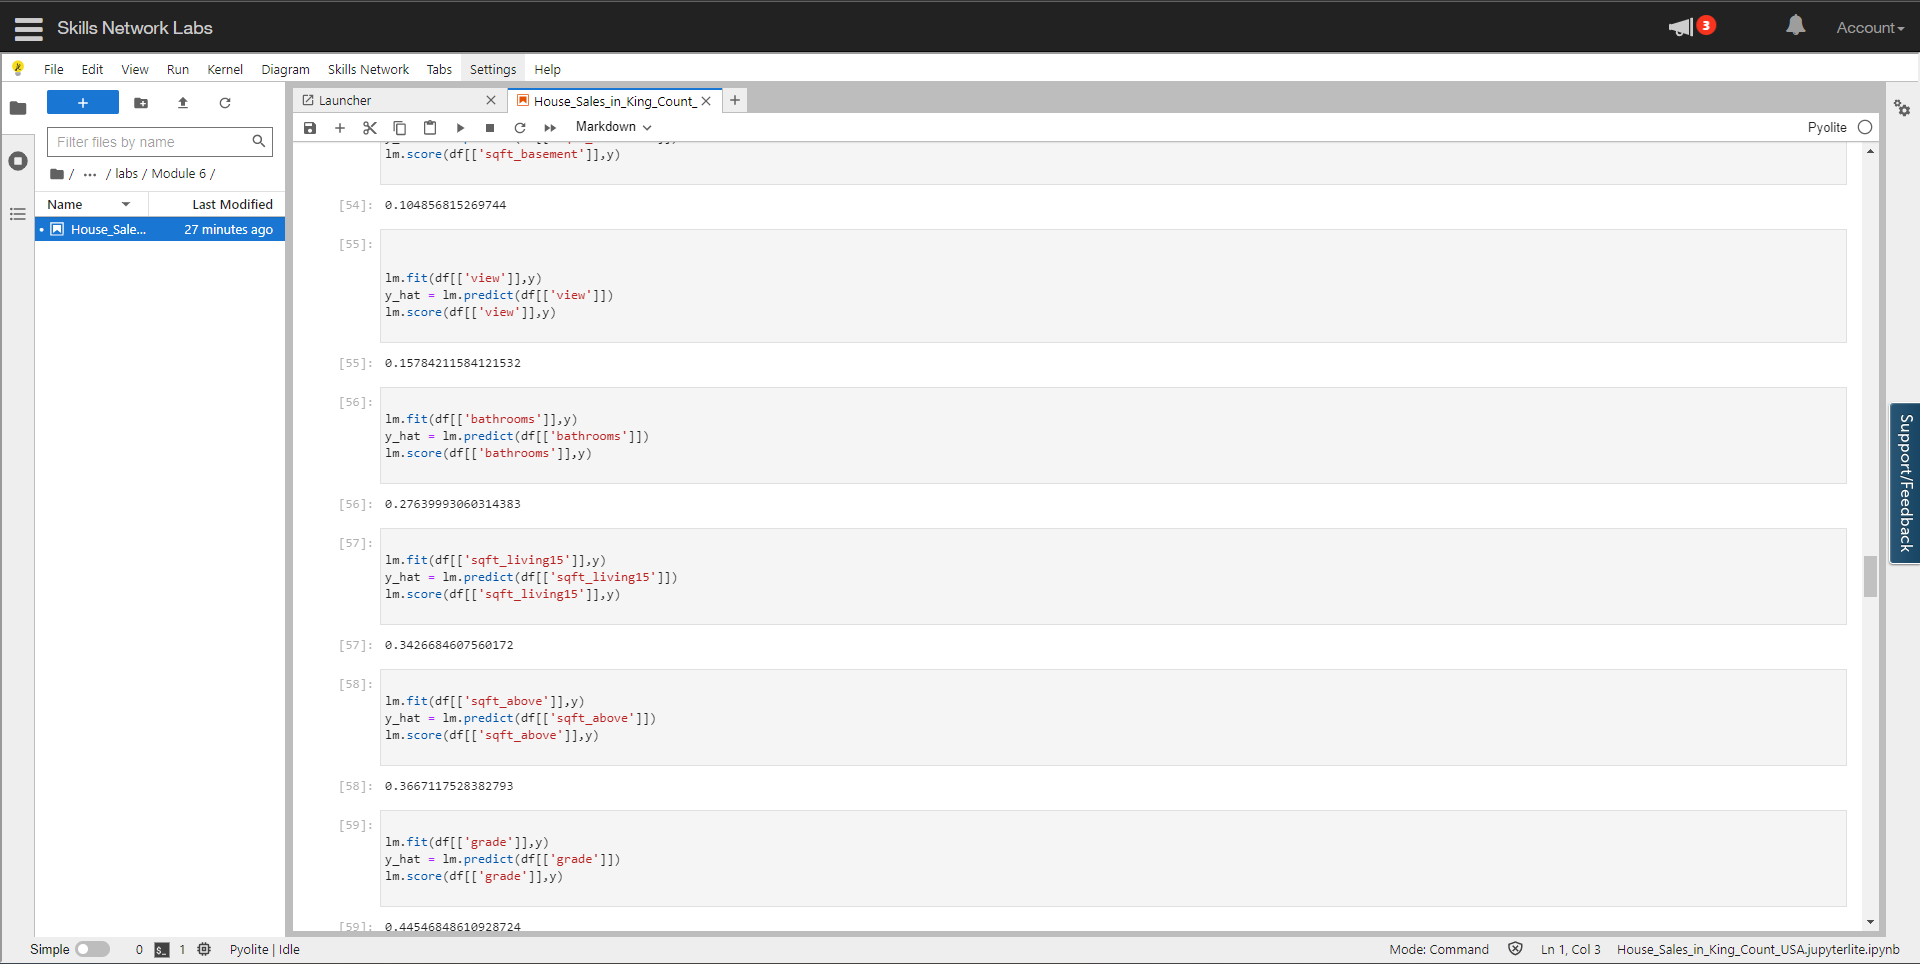 Skills Network Labs
3
Account
File Edit View Run Kernel Diagram Skills Network Tabs Settings Help
Launcher
House_Sales_in_King_Count_
Filter files by name
Markdown
Pyolite
/ ... / labs / Module 6 /
Name Last Modified
House_Sale... 27 minutes ago
lm.score(df[['sqft_basement']],y)
[54]: 0.104856815269744
[55]:
lm.fit(df[['view']],y)
y_hat = lm.predict(df[['view']])
lm.score(df[['view']],y)
[55]: 0.15784211584121532
[56]:
lm.fit(df[['bathrooms']],y)
y_hat = lm.predict(df[['bathrooms']])
lm.score(df[['bathrooms']],y)
[56]: 0.27639993060314383
[57]:
lm.fit(df[['sqft_living15']],y)
y_hat = lm.predict(df[['sqft_living15']])
lm.score(df[['sqft_living15']],y)
[57]: 0.3426684607560172
[58]:
lm.fit(df[['sqft_above']],y)
y_hat = lm.predict(df[['sqft_above']])
lm.score(df[['sqft_above']],y)
[58]: 0.3667117528382793
[59]:
lm.fit(df[['grade']],y)
y_hat = lm.predict(df[['grade']])
lm.score(df[['grade']],y)
[59]: 0.44546848610928724
Support/Feedback
Simple 0 $_ 1 Pyolite | Idle
Mode: Command Ln 1, Col 3 House_Sales_in_King_Count_USA.jupyterlite.ipynb